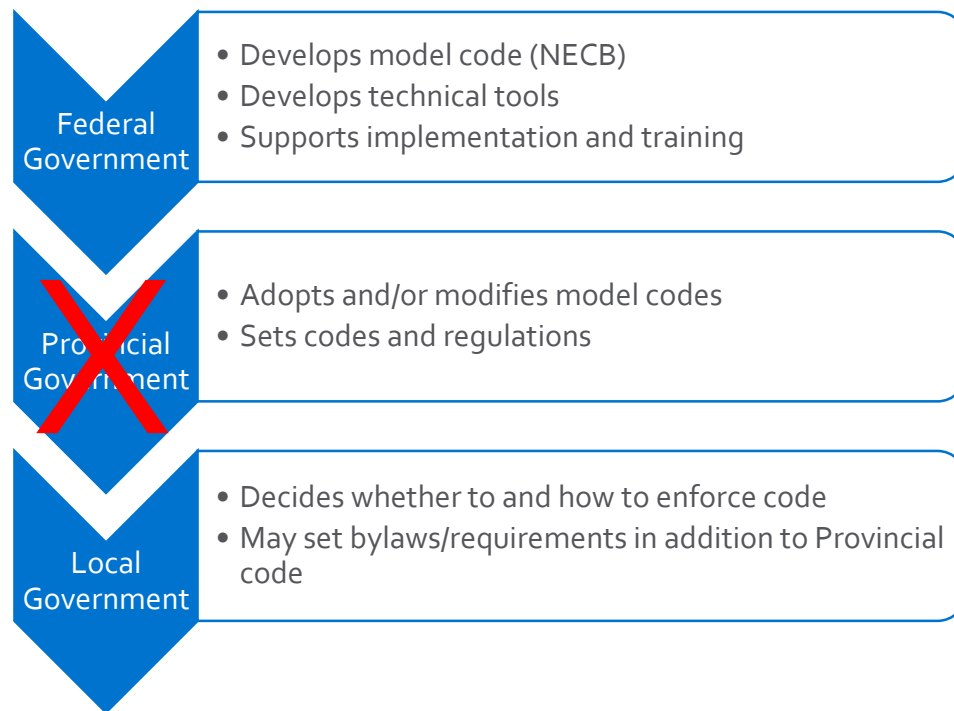 Federal
Government
• Develops model code (NECB)
• Develops technical tools
• Supports implementation and training
Provincial
Government
• Adopts and/or modifies model codes
• Sets codes and regulations
Local
Government
• Decides whether to and how to enforce code
• May set bylaws/requirements in addition to Provincial
code